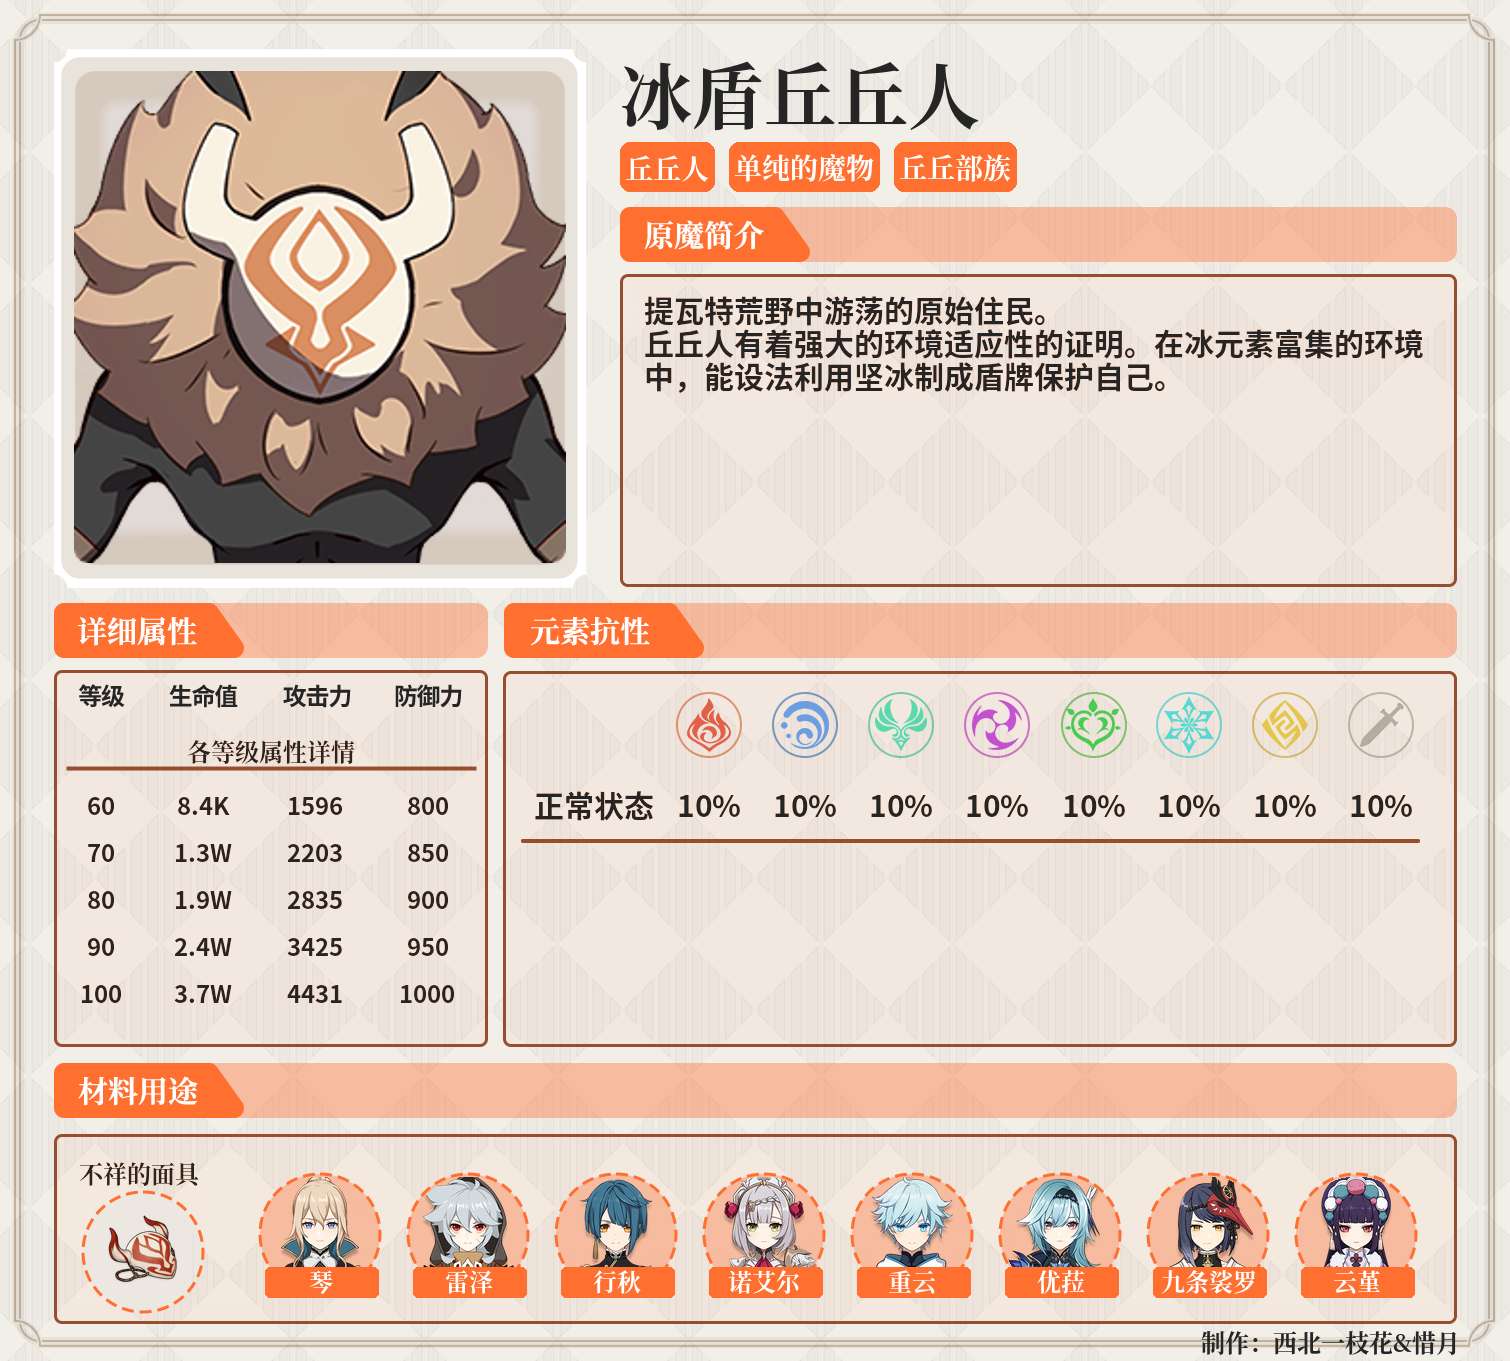 冰盾丘丘人
丘丘人 单纯的魔物 丘丘部族
原魔简介
提瓦特荒野中游荡的原始住民。
丘丘人有着强大的环境适应性的证明。在冰元素富集的环境
中，能设法利用坚冰制成盾牌保护自己。
详细属性
等级 生命值 攻击力 防御力
各等级属性详情
60 8.4K 1596 800
70 1.3W 2203 850
80 1.9W 2835 900
90 2.4W 3425 950
100 3.7W 4431 1000
元素抗性
正常状态 10% 10% 10% 10% 10% 10% 10% 10%
材料用途
不祥的面具
琴 雷泽 行秋 诺艾尔 重云 优菈 九条裟罗 云堇
制作：西北一枝花&惜月